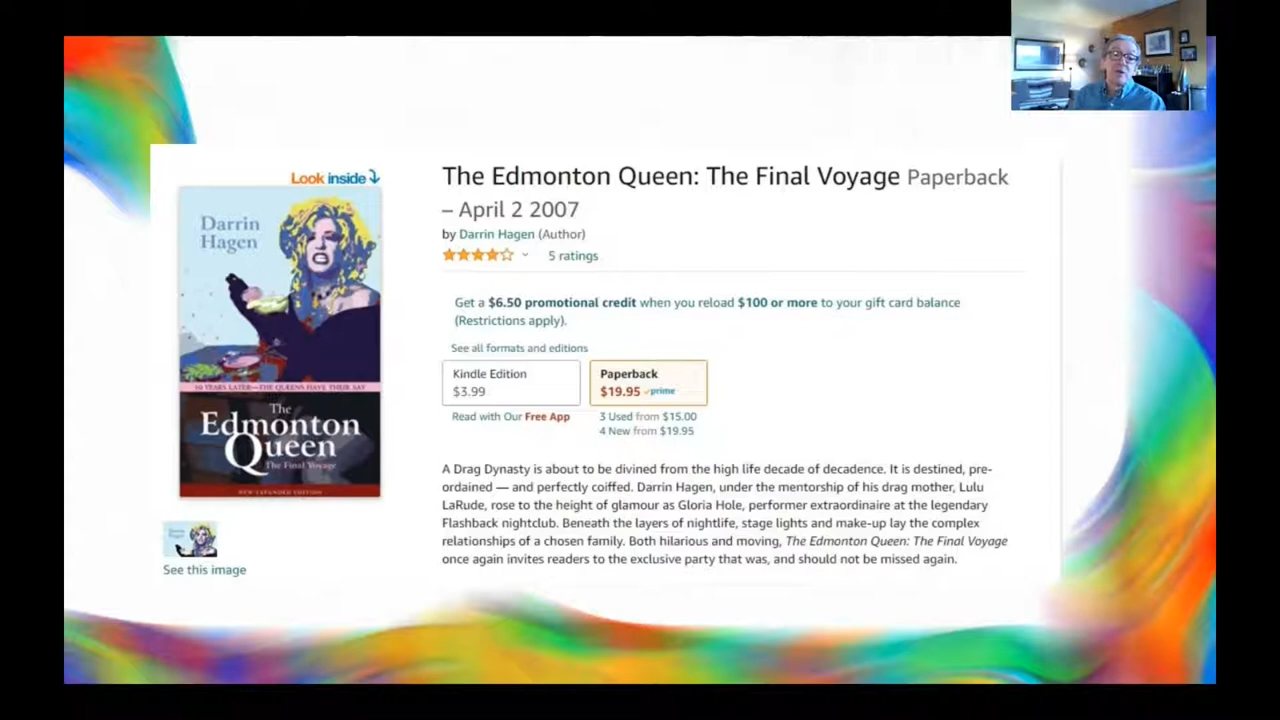 Look inside
Darrin
Hagen
10 YEARS LATER—THE QUEENS HAVE THEIR SAY
The
Edmonton
Queen
The Final Voyage
NEW EXPANDED EDITION
See this image
The Edmonton Queen: The Final Voyage Paperback
– April 2 2007
by Darrin Hagen (Author)
5 ratings
Get a $6.50 promotional credit when you reload $100 or more to your gift card balance
(Restrictions apply).
See all formats and editions
Kindle Edition
$3.99
Read with Our Free App
Paperback
$19.95 prime
3 Used from $15.00
4 New from $19.95
A Drag Dynasty is about to be divined from the high life decade of decadence. It is destined, pre-
ordained — and perfectly coiffed. Darrin Hagen, under the mentorship of his drag mother, Lulu
LaRude, rose to the height of glamour as Gloria Hole, performer extraordinaire at the legendary
Flashback nightclub. Beneath the layers of nightlife, stage lights and make-up lay the complex
relationships of a chosen family. Both hilarious and moving, The Edmonton Queen: The Final Voyage
once again invites readers to the exclusive party that was, and should not be missed again.